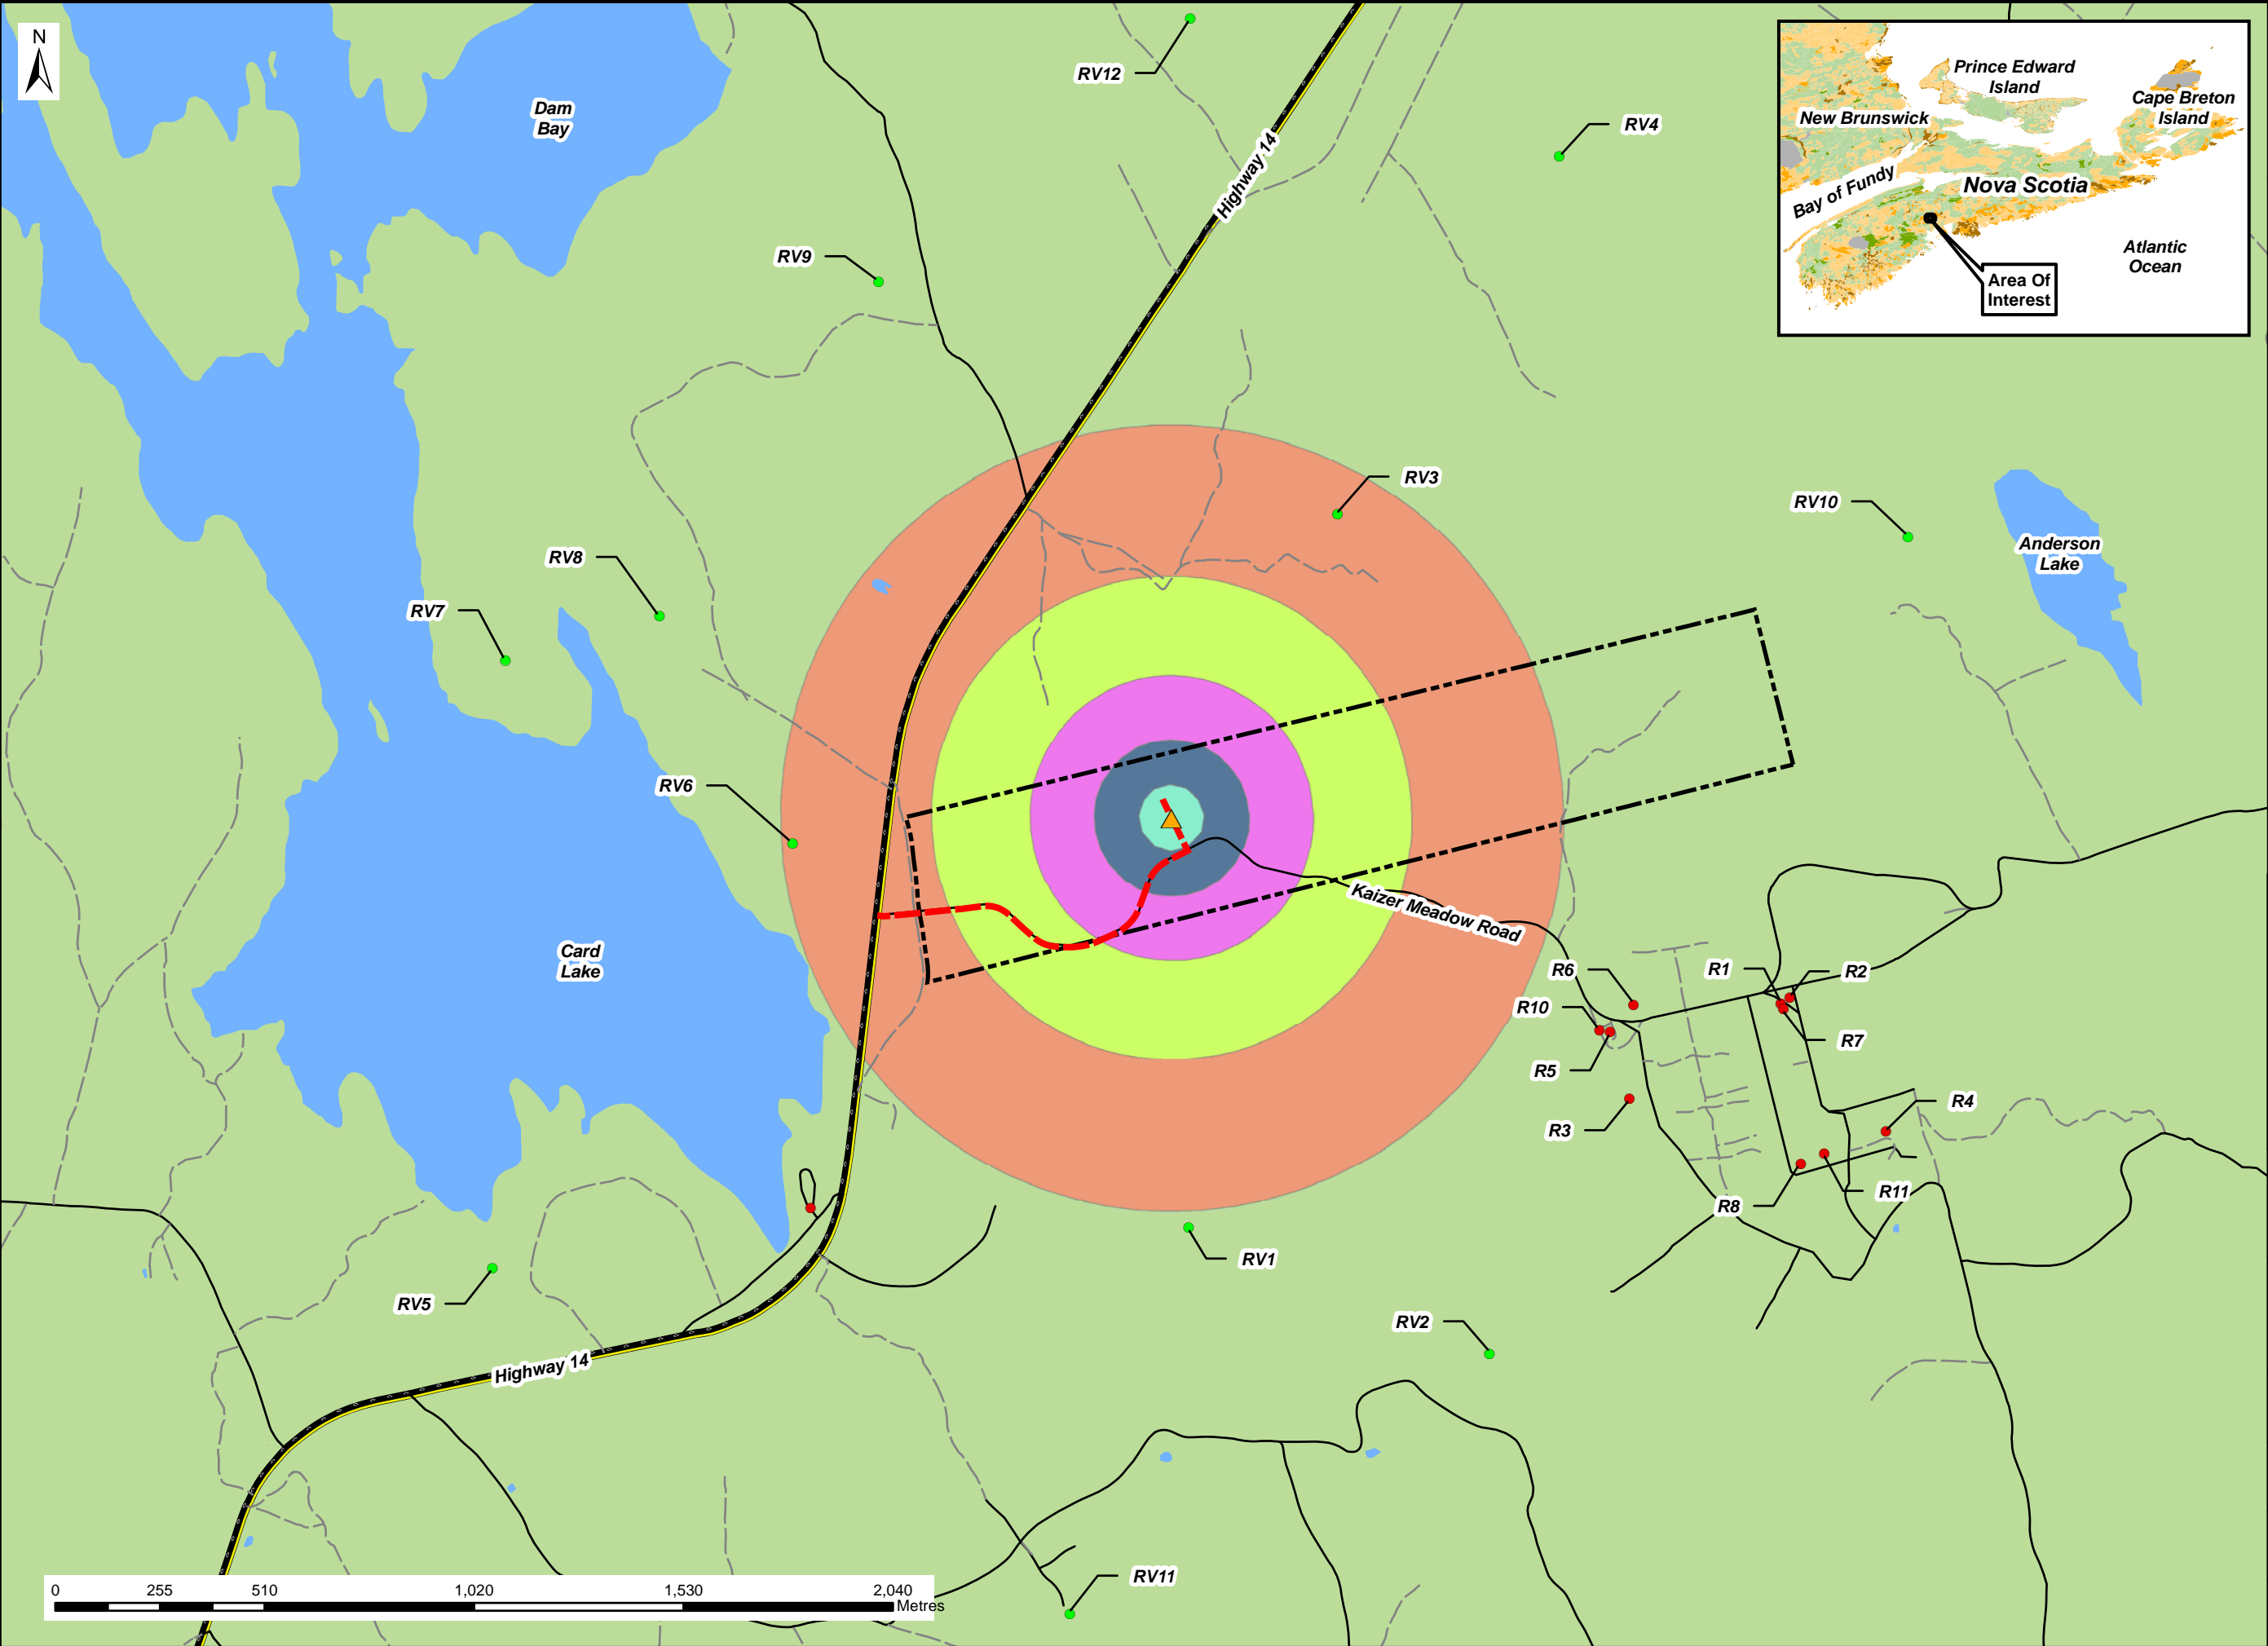 N
Dam
Bay
RV12
RV4
Highway 14
RV9
Prince Edward
Island
Cape Breton
Island
New Brunswick
Bay of Fundy
Nova Scotia
Atlantic
Ocean
Area Of
Interest
RV3
RV10
Anderson
Lake
RV8
RV7
RV6
Kaizer Meadow Road
Card
Lake
R6
R1
R2
R10
R7
R5
R4
R3
R11
R8
RV1
RV5
RV2
Highway 14
RV11
0 255 510 1,020 1,530 2,040
Metres